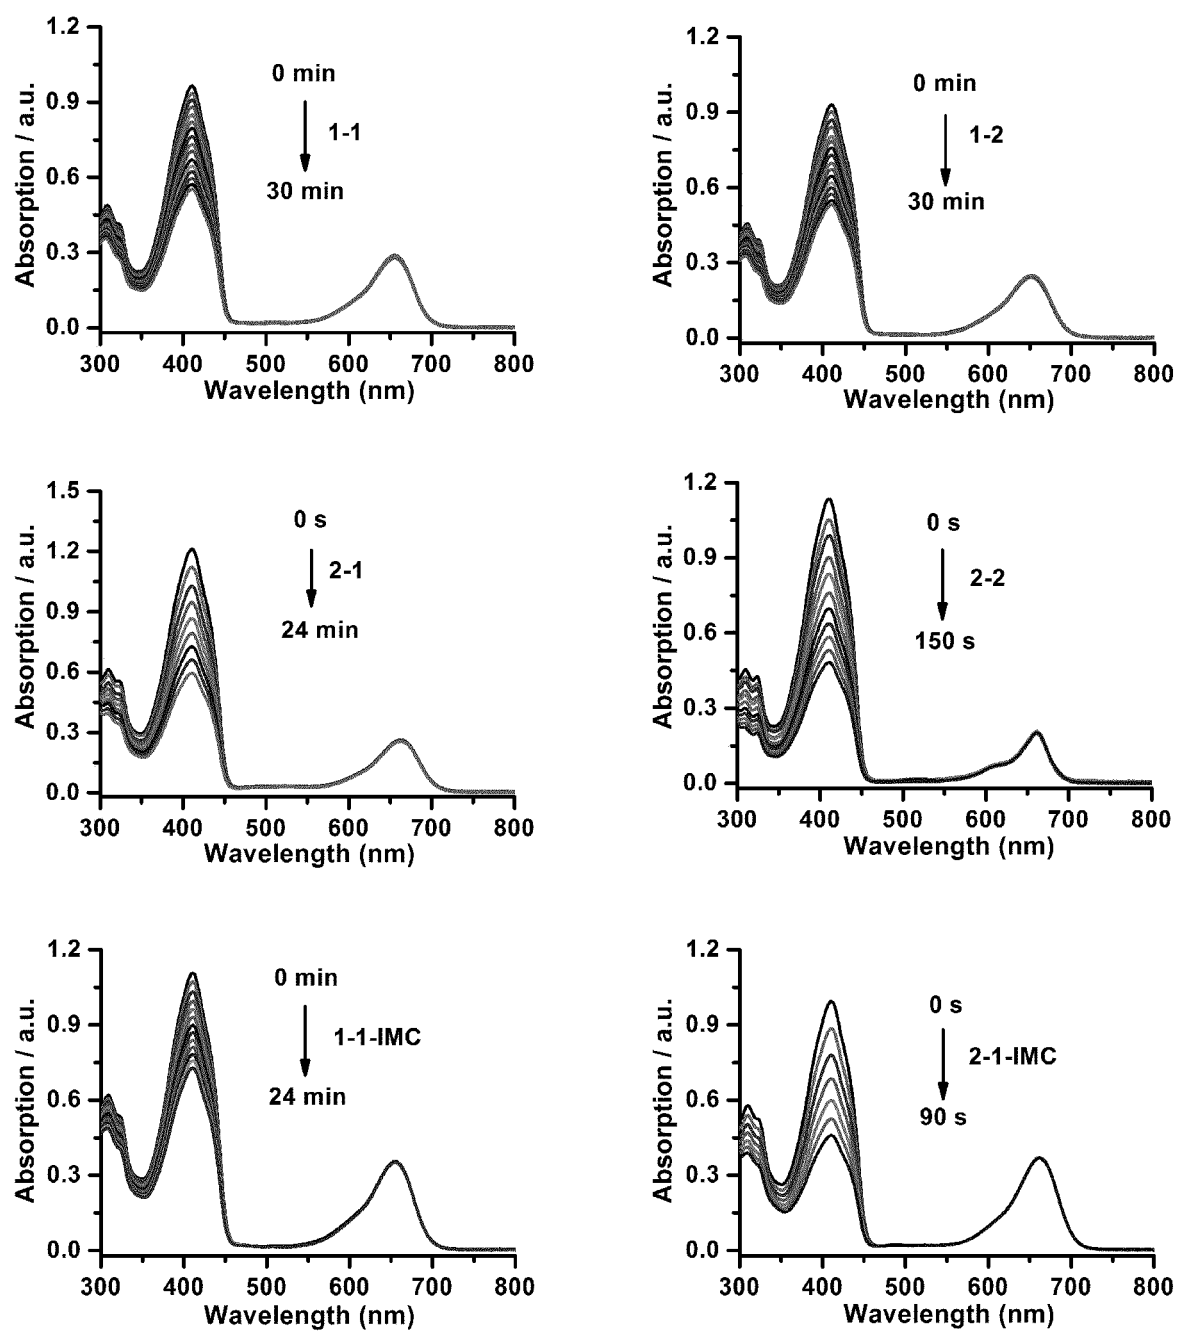 1.2
0.9
0.6
0.3
0.0
Absorption / a.u.
0 min
1-1
30 min
300 400 500 600 700 800
Wavelength (nm)
1.2
0.9
0.6
0.3
0.0
Absorption / a.u.
0 min
1-2
30 min
300 400 500 600 700 800
Wavelength (nm)
1.5
1.2
0.9
0.6
0.3
0.0
Absorption / a.u.
0 s
2-1
24 min
300 400 500 600 700 800
Wavelength (nm)
1.2
0.9
0.6
0.3
0.0
Absorption / a.u.
0 s
2-2
150 s
300 400 500 600 700 800
Wavelength (nm)
1.2
0.9
0.6
0.3
0.0
Absorption / a.u.
0 min
1-1-IMC
24 min
300 400 500 600 700 800
Wavelength (nm)
1.2
0.9
0.6
0.3
0.0
Absorption / a.u.
0 s
2-1-IMC
90 s
300 400 500 600 700 800
Wavelength (nm)